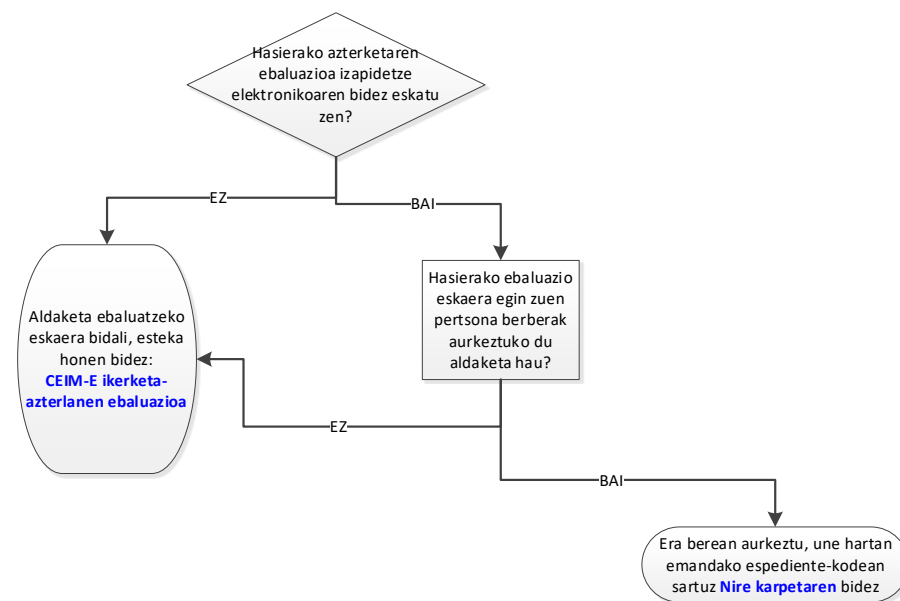 Hasierako azterketaren
ebaluazioa izapidetze
elektronikoaren bidez eskatu
zen?
EZ
BAI
Hasierako ebaluazio
eskaera egin zuen
pertsona berberak
aurkeztuko du
aldaketa hau?
Aldaketa ebaluatzeko
eskaera bidali, esteka
honen bidez:
CEIM-E ikerketa-
azterlanen ebaluazioa
EZ
BAI
Era berean aurkeztu, une hartan
emandako espediente-kodean
sartuz Nire karpetaren bidez